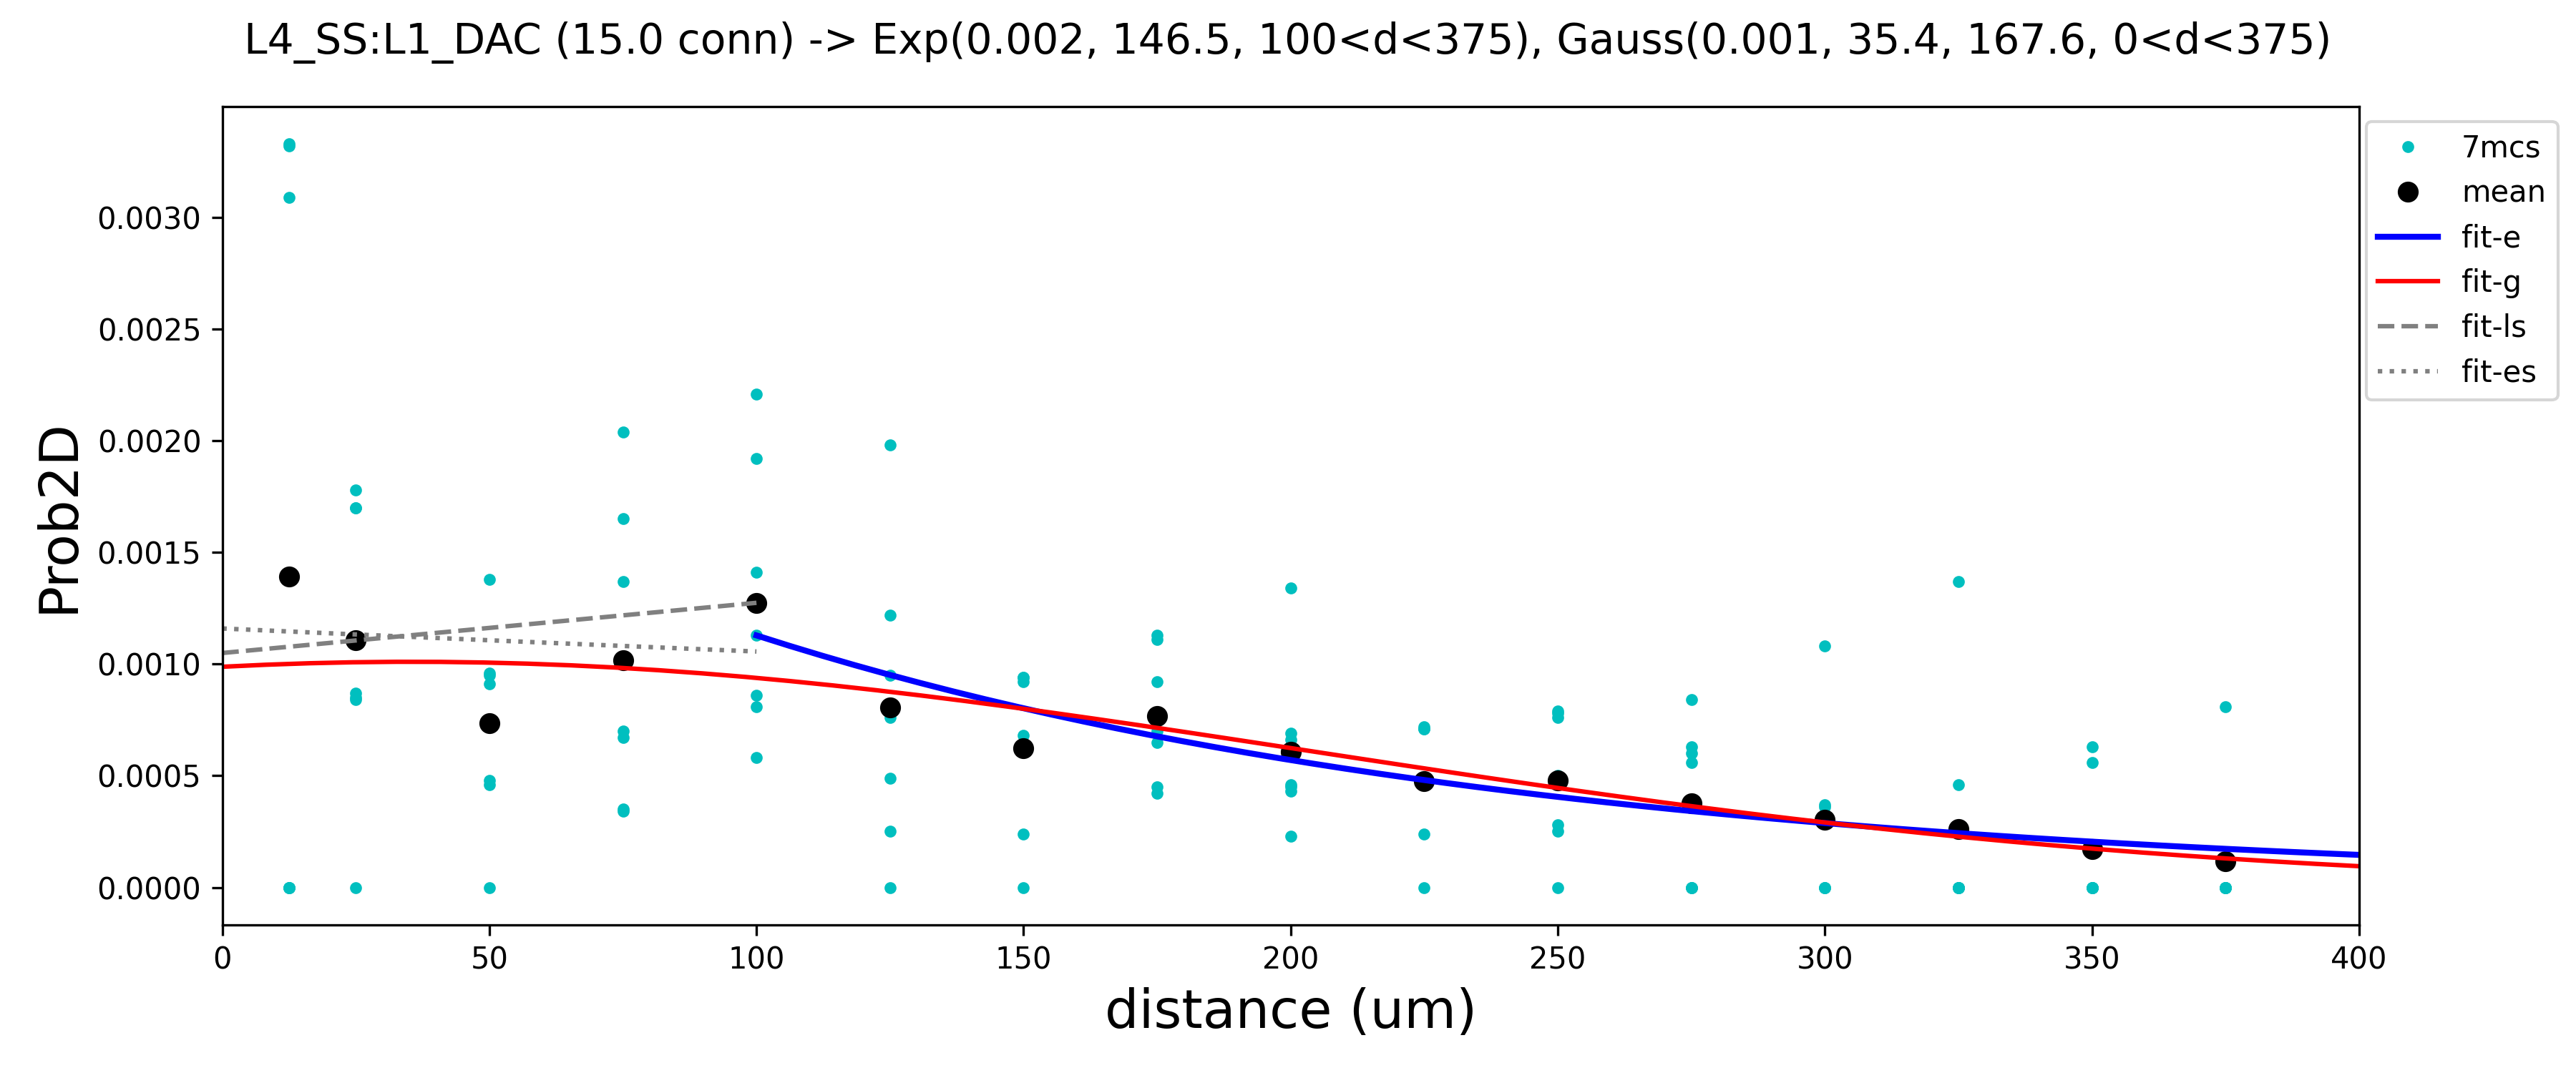 L4_SS:L1_DAC (15.0 conn) -> Exp(0.002, 146.5, 100<d<375), Gauss(0.001, 35.4, 167.6, 0<d<375)
7mcs
mean
fit-e
fit-g
fit-ls
fit-es
Prob2D
0.0030
0.0025
0.0020
0.0015
0.0010
0.0005
0.0000
0 50 100 150 200 250 300 350 400
distance (um)